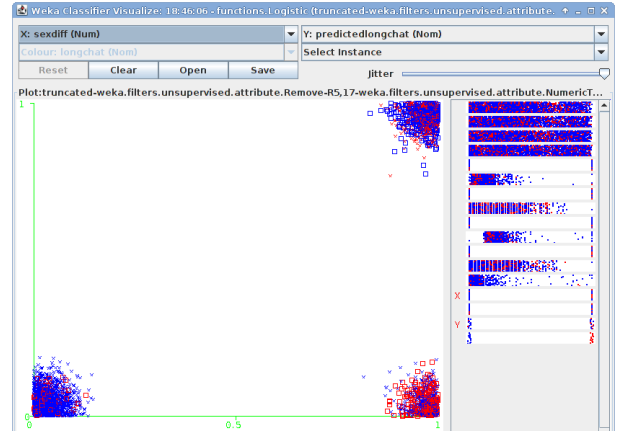 Weka Classifier Visualize: 18:46:06 - functions.Logistic (truncated-weka.filters.unsupervised.attribute.
X: sexdiff (Num)
Y: predictedlongchat (Nom)
Colour: longchat (Nom)
Select Instance
Reset
Clear
Open
Save
Jitter
Plot:truncated-weka.filters.unsupervised.attribute.Remove-R5,17-weka.filters.unsupervised.attribute.NumericT...
1
X
Y
0
0
0.5
1